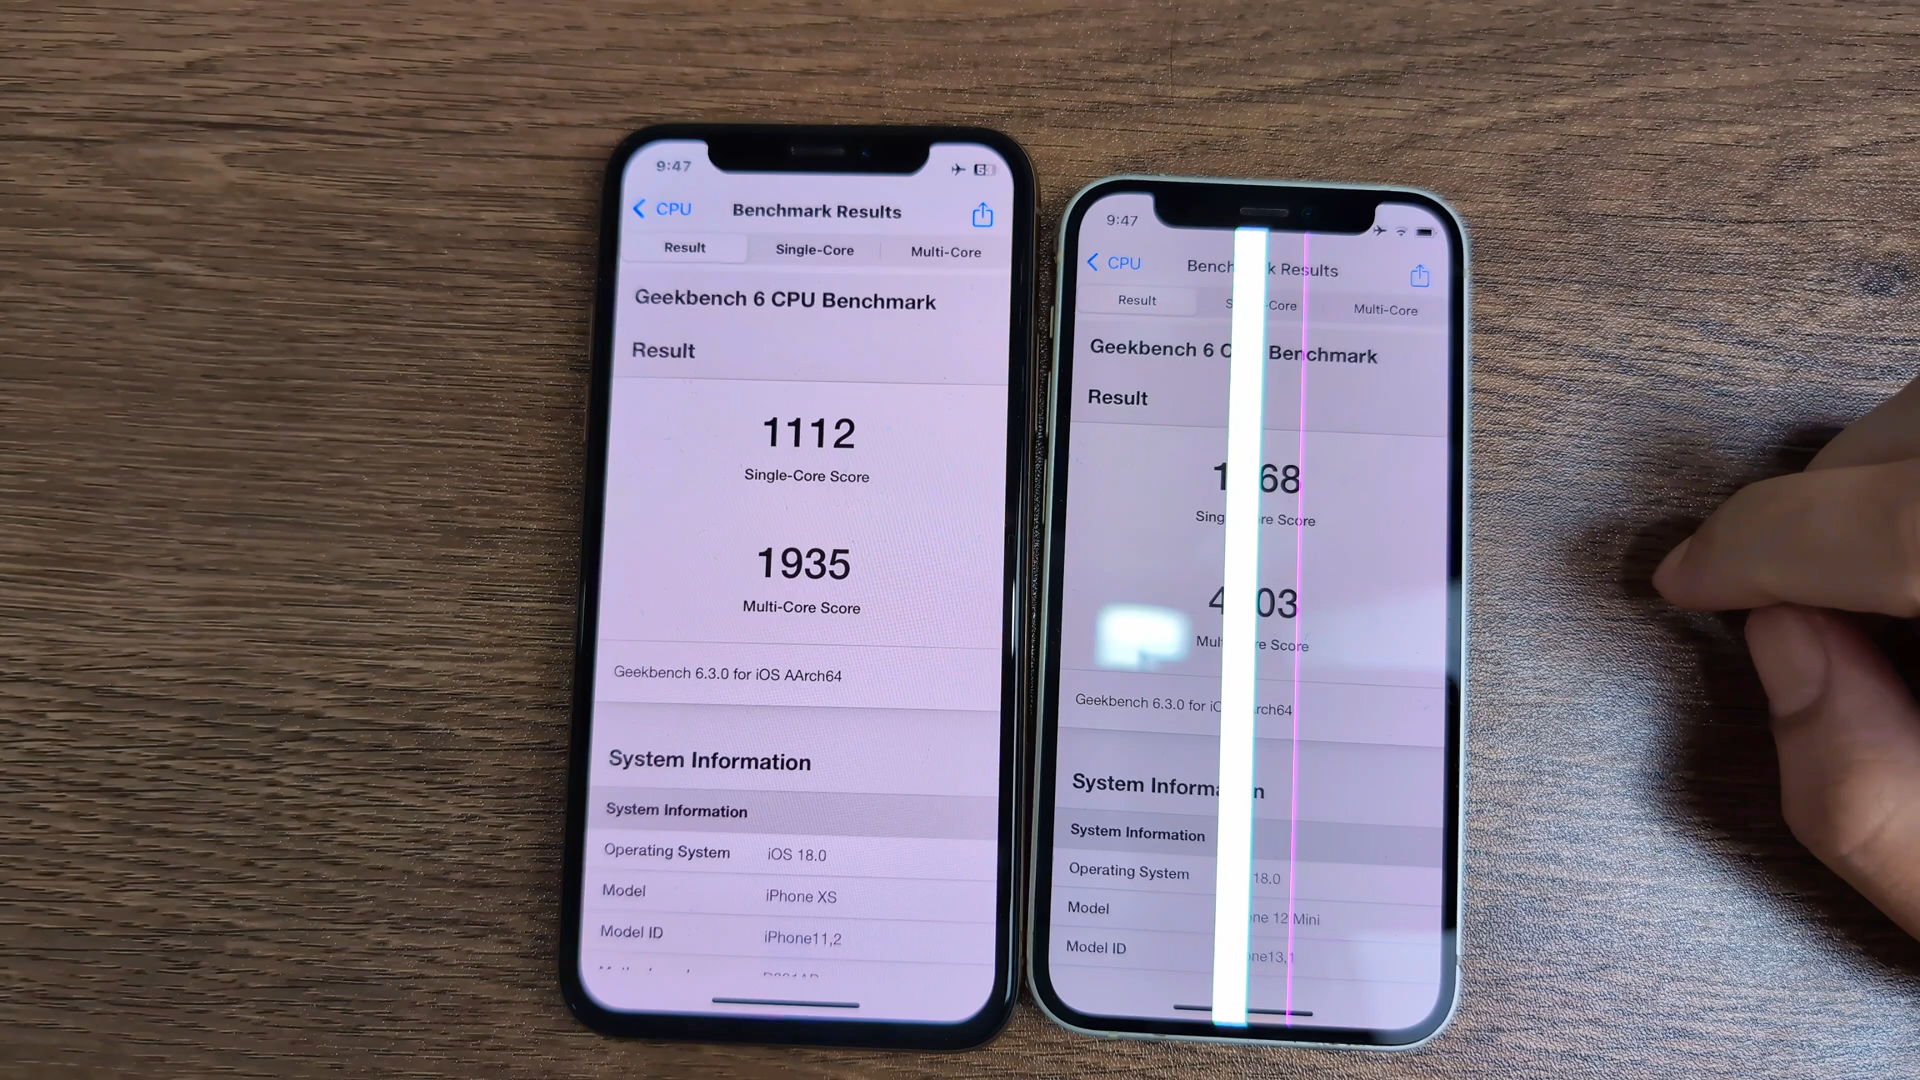 9:47
CPU
Benchmark Results
Result
Single-Core
Multi-Core
Geekbench 6 CPU Benchmark
Result
1112
Single-Core Score
1935
Multi-Core Score
Geekbench 6.3.0 for iOS AArch64
System Information
System Information
Operating System iOS 18.0
Model iPhone XS
Model ID iPhone11,2
9:47
CPU
Results
Result
Core
Multi-Core
Geekbench 6 Benchmark
Result
68
Score
03
Score
Geekbench 6.3.0 for
System
System Information
Operating System 18.0
Model 12 Mini
Model ID